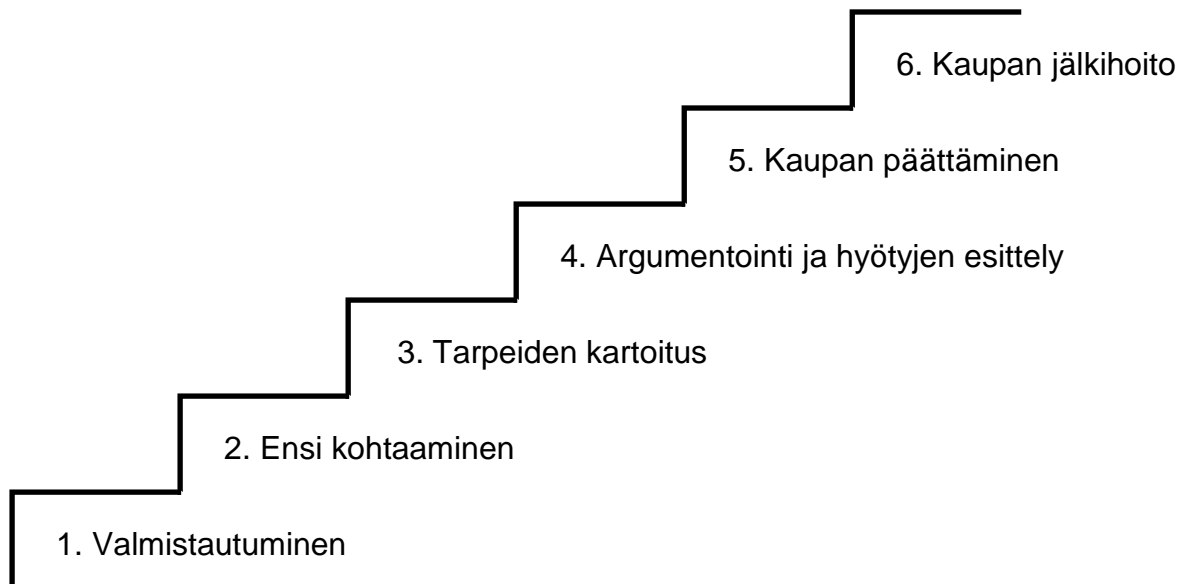 6. Kaupan jälkihoito
5. Kaupan päättäminen
4. Argumentointi ja hyötyjen esittely
3. Tarpeiden kartoitus
2. Ensi kohtaaminen
1. Valmistautuminen